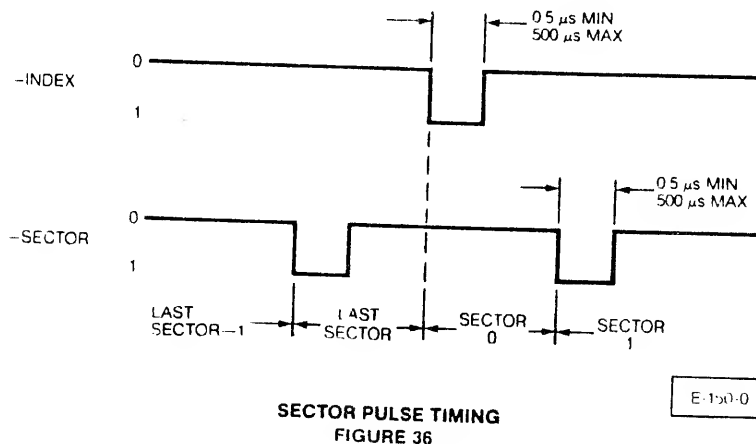 0.5 μs MIN
500 μs MAX
0
–INDEX
1
0.5 μs MIN
500 μs MAX
0
–SECTOR
1
LAST
SECTOR–1
LAST
SECTOR
SECTOR
0
SECTOR
1
SECTOR PULSE TIMING
FIGURE 36